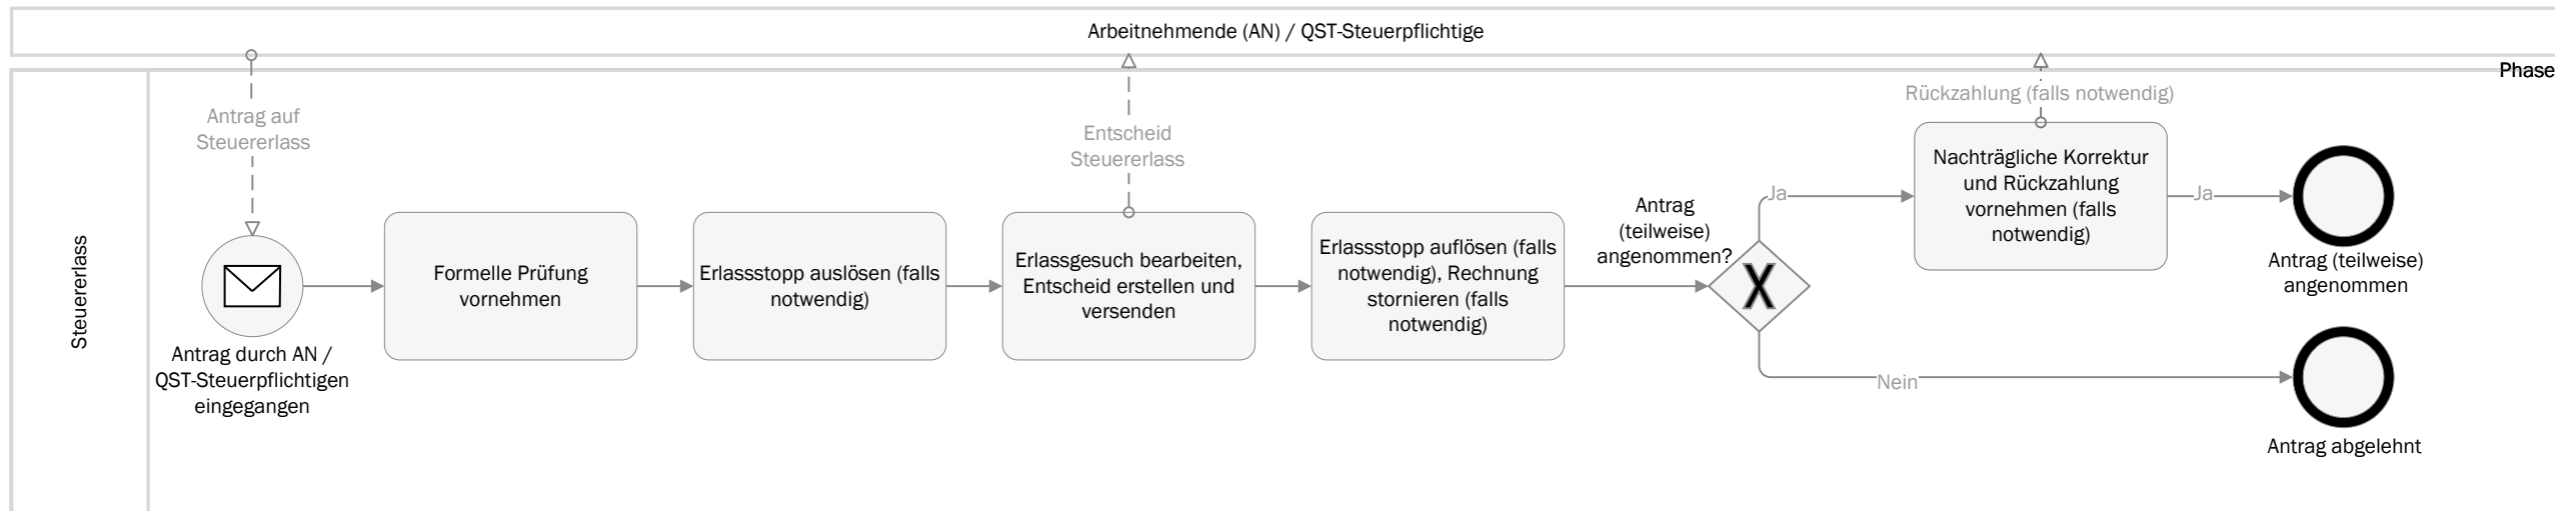 Arbeitnehmende (AN) / QST-Steuerpflichtige
Phase
Steuererlass
Antrag auf
Steuererlass
Antrag durch AN /
QST-Steuerpflichtigen
eingegangen
Formelle Prüfung
vornehmen
Erlassstopp auslösen (falls
notwendig)
Entscheid
Steuererlass
Erlassgesuch bearbeiten,
Entscheid erstellen und
versenden
Erlassstopp auflösen (falls
notwendig), Rechnung
stornieren (falls
notwendig)
Antrag
(teilweise)
angenommen?
X
Ja
Rückzahlung (falls notwendig)
Nachträgliche Korrektur
und Rückzahlung
vornehmen (falls
notwendig)
Ja
Antrag (teilweise)
angenommen
Nein
Antrag abgelehnt